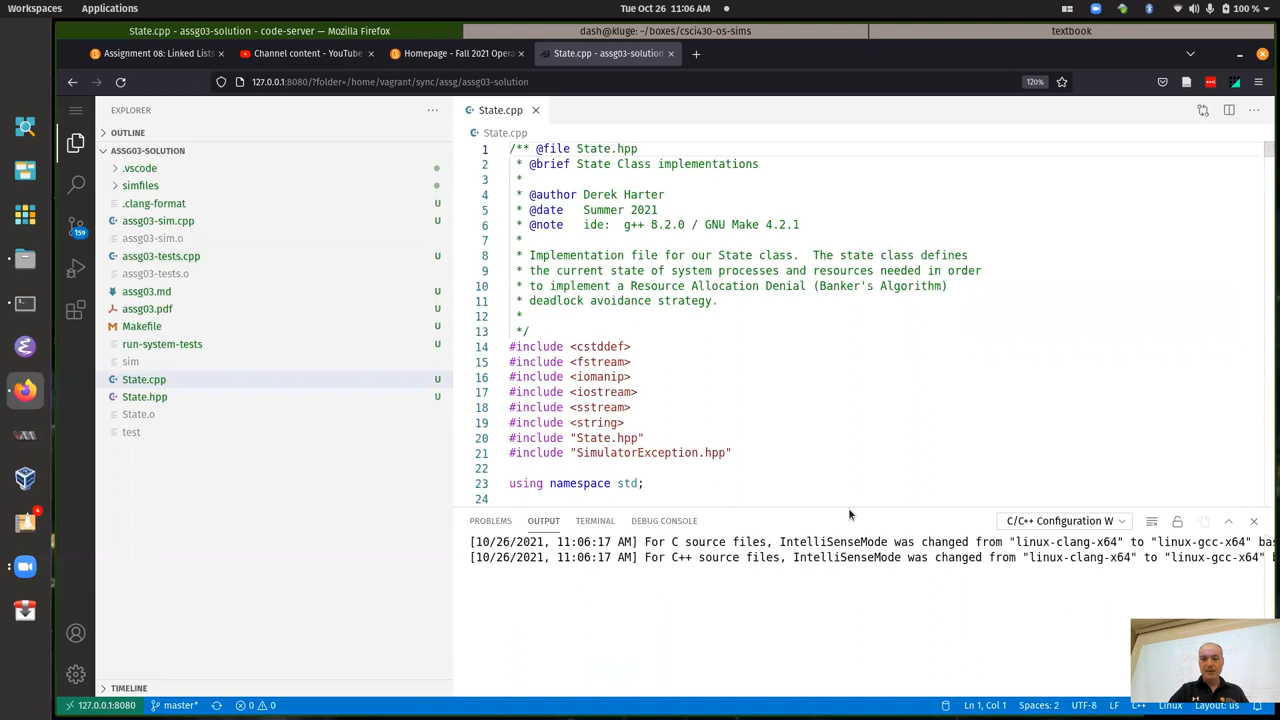 Workspaces
Applications
Tue Oct 26 11:06 AM
100 %
State.cpp - assg03-solution - code-server — Mozilla Firefox
dash@kluge: ~/boxes/csci430-os-sims
textbook
Assignment 08: Linked Lists
Channel content - YouTube
Homepage - Fall 2021 Opera
State.cpp - assg03-solution
127.0.0.1:8080/?folder=/home/vagrant/sync/assg/assg03-solution
120%
EXPLORER
OUTLINE
ASSG03-SOLUTION
.vscode
simfiles
.clang-format U
assg03-sim.cpp U
assg03-sim.o
assg03-tests.cpp U
assg03-tests.o
assg03.md U
assg03.pdf U
Makefile U
run-system-tests U
sim
State.cpp U
State.hpp U
State.o
test
TIMELINE
159
4
State.cpp
State.cpp
1 /** @file State.hpp
2 * @brief State Class implementations
3 *
4 * @author Derek Harter
5 * @date Summer 2021
6 * @note ide: g++ 8.2.0 / GNU Make 4.2.1
7 *
8 * Implementation file for our State class. The state class defines
9 * the current state of system processes and resources needed in order
10 * to implement a Resource Allocation Denial (Banker's Algorithm)
11 * deadlock avoidance strategy.
12 *
13 */
14 #include <cstddef>
15 #include <fstream>
16 #include <iomanip>
17 #include <iostream>
18 #include <sstream>
19 #include <string>
20 #include "State.hpp"
21 #include "SimulatorException.hpp"
22
23 using namespace std;
24
PROBLEMS OUTPUT TERMINAL DEBUG CONSOLE
C/C++ Configuration W
[10/26/2021, 11:06:17 AM] For C source files, IntelliSenseMode was changed from "linux-clang-x64" to "linux-gcc-x64" bas
[10/26/2021, 11:06:17 AM] For C++ source files, IntelliSenseMode was changed from "linux-clang-x64" to "linux-gcc-x64"
127.0.0.1:8080
master*
0
0
Ln 1, Col 1
Spaces: 2
UTF-8
LF
C++
Linux
Layout: us